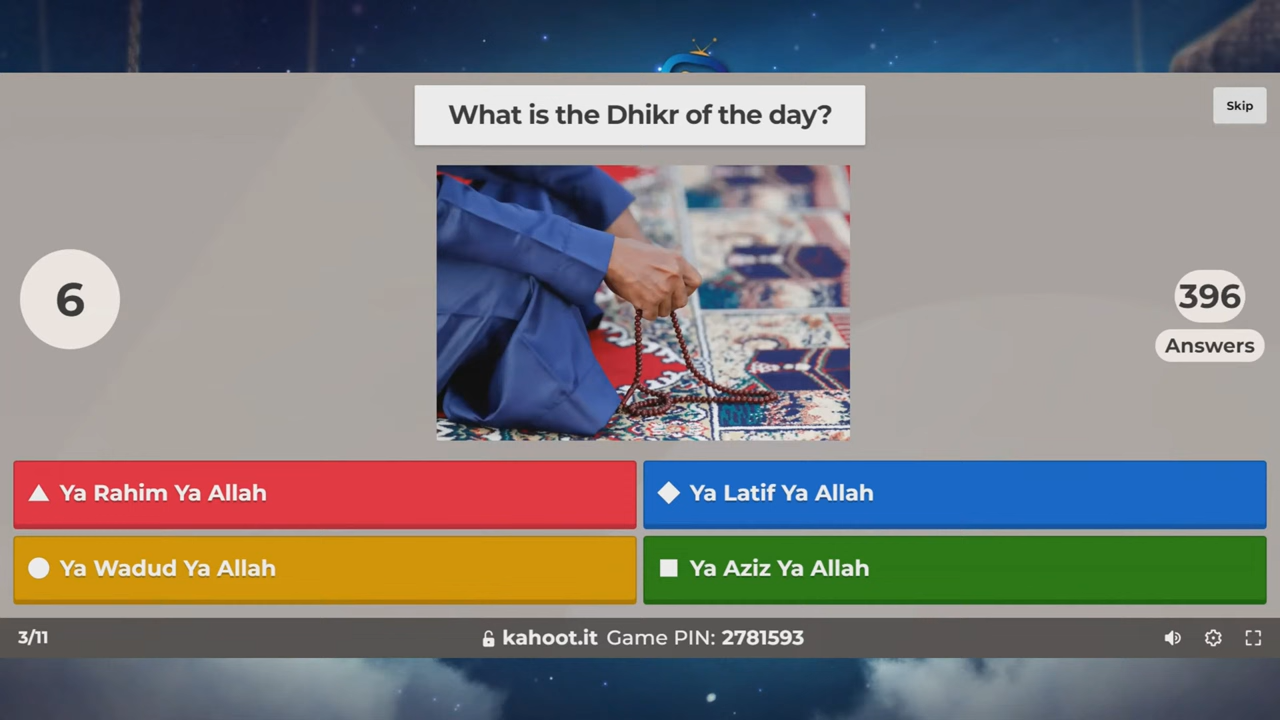 What is the Dhikr of the day?
Skip
6
396
Answers
Ya Rahim Ya Allah
Ya Latif Ya Allah
Ya Wadud Ya Allah
Ya Aziz Ya Allah
3/11
kahoot.it Game PIN: 2781593